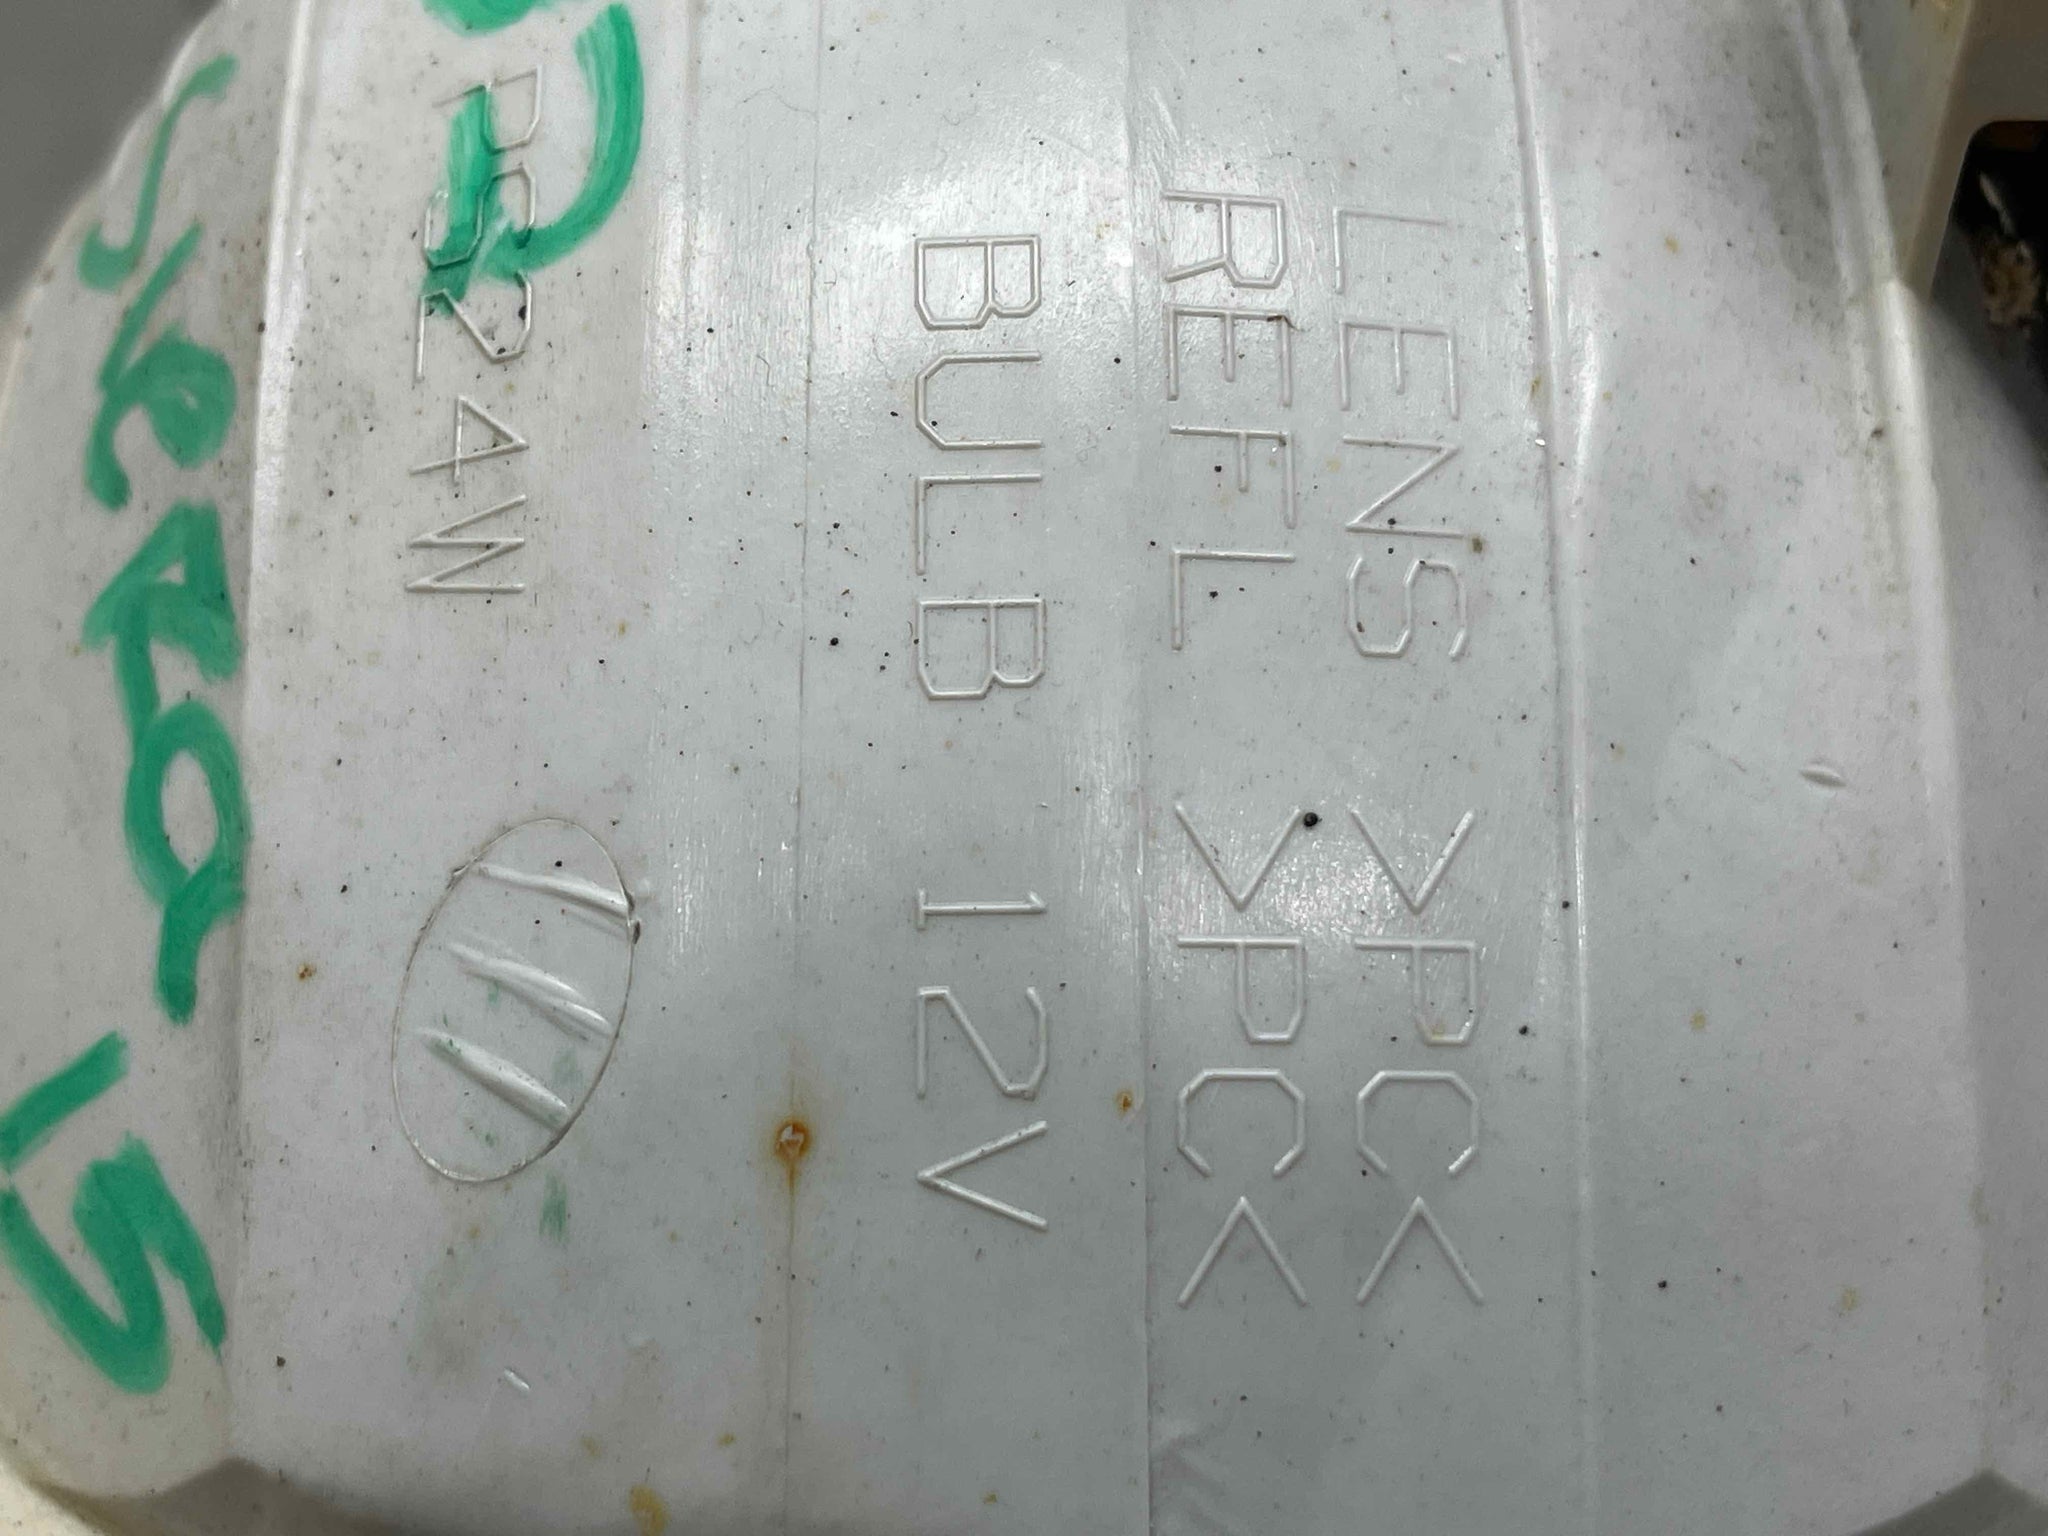 LENS >PC<
REFL >PC<
BULB 12V
PS24W